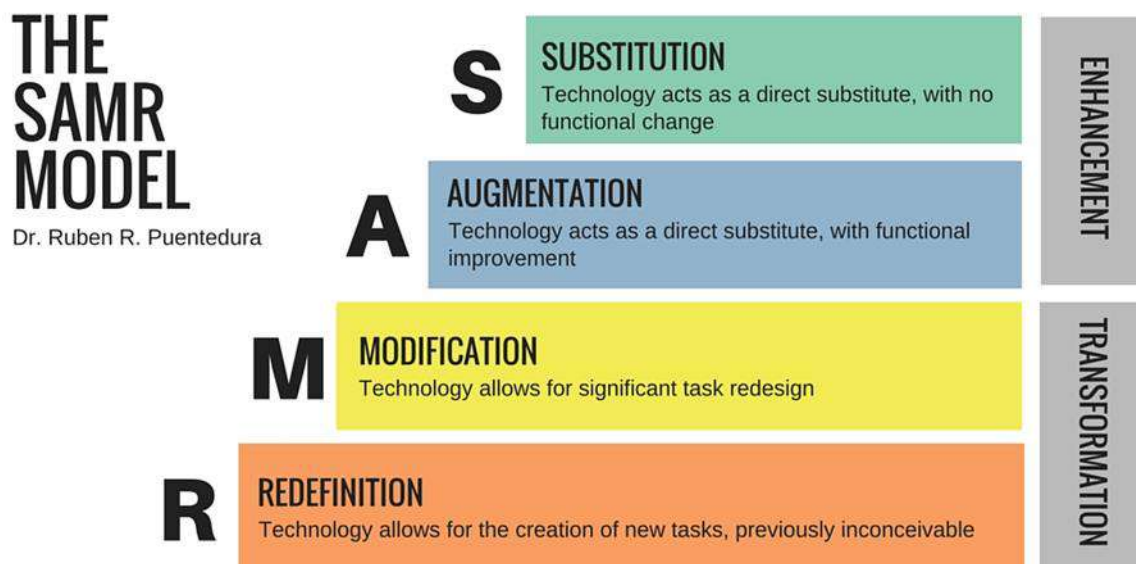 THE
SAMR
MODEL
Dr. Ruben R. Puentedura
S
SUBSTITUTION
Technology acts as a direct substitute, with no
functional change
A
AUGMENTATION
Technology acts as a direct substitute, with functional
improvement
ENHANCEMENT
M
MODIFICATION
Technology allows for significant task redesign
R
REDEFINITION
Technology allows for the creation of new tasks, previously inconceivable
TRANSFORMATION